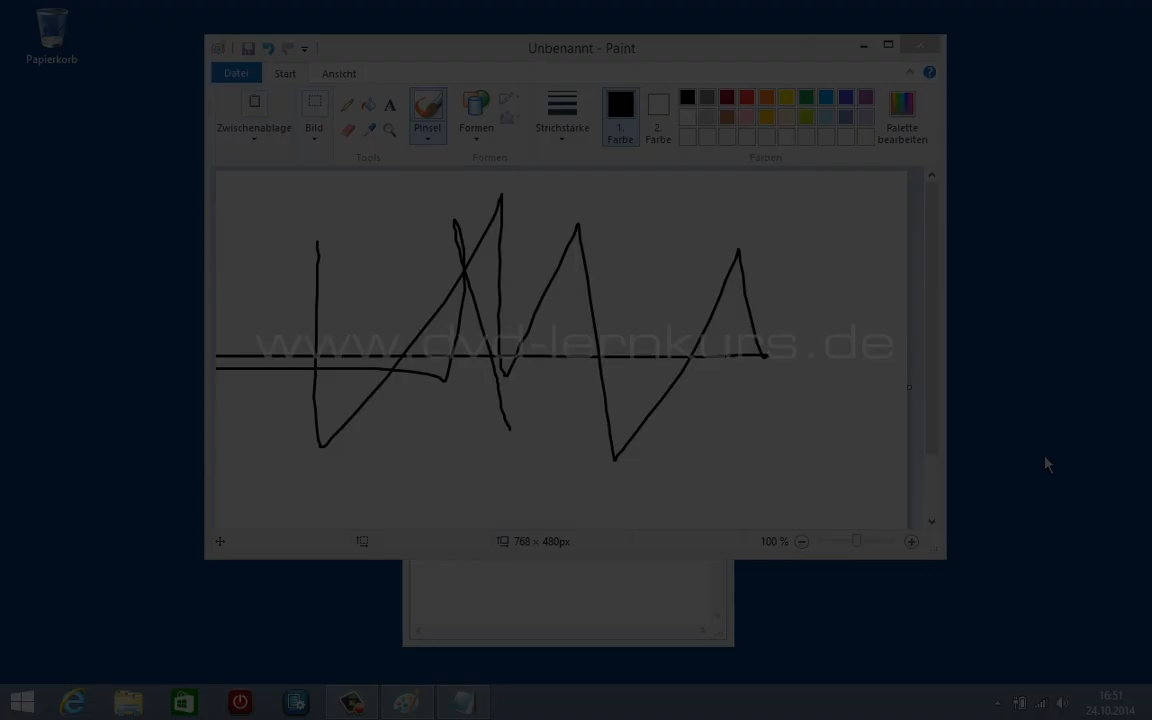 Papierkorb
Unbenannt - Paint
Datei Start Ansicht
Zwischenablage Bild Pinsel Formen Strichstärke 1. Farbe 2. Farbe Palette bearbeiten
Tools Formen Farben
www.dvd-lernkurs.de
768 × 480px 100 %
16:51
24.10.2014